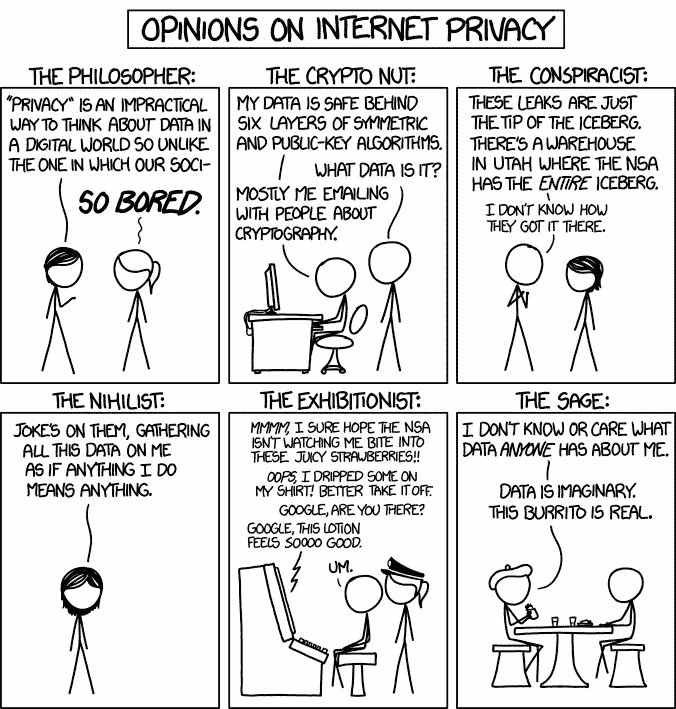 OPINIONS ON INTERNET PRIVACY
THE PHILOSOPHER:
"PRIVACY" IS AN IMPRACTICAL
WAY TO THINK ABOUT DATA IN
A DIGITAL WORLD SO UNLIKE
THE ONE IN WHICH OUR SOCI-
SO BORED.
THE CRYPTO NUT:
MY DATA IS SAFE BEHIND
SIX LAYERS OF SYMMETRIC
AND PUBLIC-KEY ALGORITHMS.
WHAT DATA IS IT?
MOSTLY ME EMAILING
WITH PEOPLE ABOUT
CRYPTOGRAPHY.
THE CONSPIRACIST:
THESE LEAKS ARE JUST
THE TIP OF THE ICEBERG.
THERE'S A WAREHOUSE
IN UTAH WHERE THE NSA
HAS THE ENTIRE ICEBERG.
I DON'T KNOW HOW
THEY GOT IT THERE.
THE NIHILIST:
JOKE'S ON THEM, GATHERING
ALL THIS DATA ON ME
AS IF ANYTHING I DO
MEANS ANYTHING.
THE EXHIBITIONIST:
MMMM, I SURE HOPE THE NSA
ISN'T WATCHING ME BITE INTO
THESE JUICY STRAWBERRIES!!
OOPS, I DRIPPED SOME ON
MY SHIRT! BETTER TAKE IT OFF.
GOOGLE, ARE YOU THERE?
GOOGLE, THIS LOTION
FEELS SOOOO GOOD.
UM.
THE SAGE:
I DON'T KNOW OR CARE WHAT
DATA ANYONE HAS ABOUT ME.
DATA IS IMAGINARY.
THIS BURRITO IS REAL.